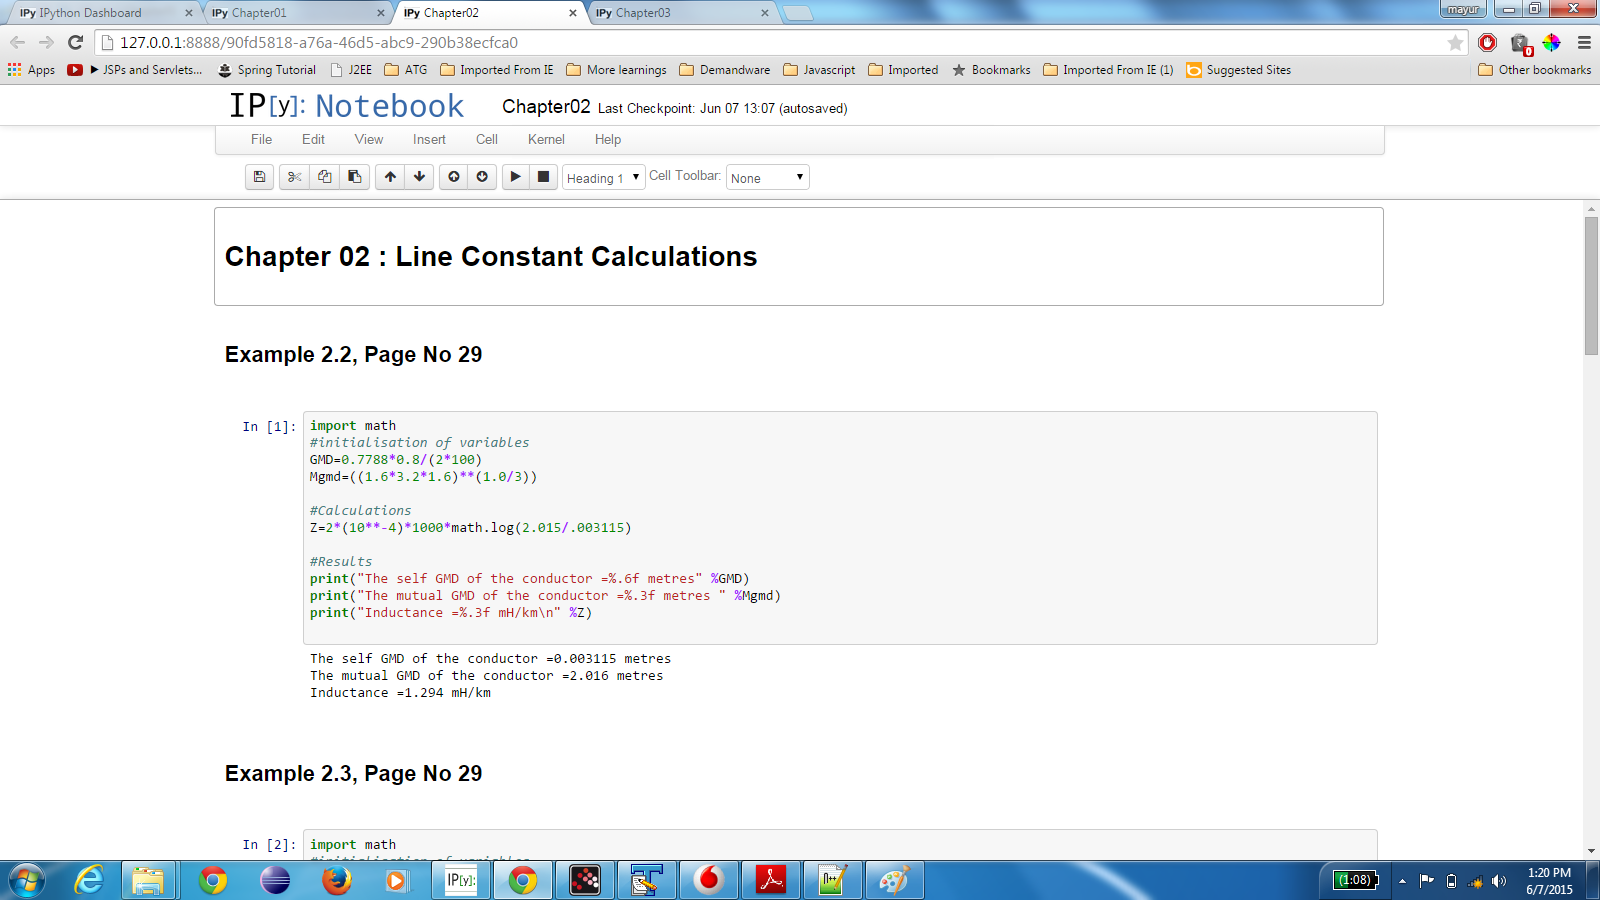 IPy IPython Dashboard
IPy Chapter01
IPy Chapter02
IPy Chapter03
mayur
127.0.0.1:8888/90fd5818-a76a-46d5-abc9-290b38ecfca0
Apps
JSPs and Servlets...
Spring Tutorial
J2EE
ATG
Imported From IE
More learnings
Demandware
Javascript
Imported
Bookmarks
Imported From IE (1)
Suggested Sites
Other bookmarks
IP[y]: Notebook
Chapter02 Last Checkpoint: Jun 07 13:07 (autosaved)
File Edit View Insert Cell Kernel Help
Heading 1 Cell Toolbar: None
Chapter 02 : Line Constant Calculations
Example 2.2, Page No 29
In [1]:
import math
#initialisation of variables
GMD=0.7788*0.8/(2*100)
Mgmd=((1.6*3.2*1.6)**(1.0/3))
#Calculations
Z=2*(10**-4)*1000*math.log(2.015/.003115)
#Results
print("The self GMD of the conductor =%.6f metres" %GMD)
print("The mutual GMD of the conductor =%.3f metres " %Mgmd)
print("Inductance =%.3f mH/km\n" %Z)
The self GMD of the conductor =0.003115 metres
The mutual GMD of the conductor =2.016 metres
Inductance =1.294 mH/km
Example 2.3, Page No 29
In [2]:
import math
#initialisation of variables
IP[y]:
(1:08)
1:20 PM
6/7/2015